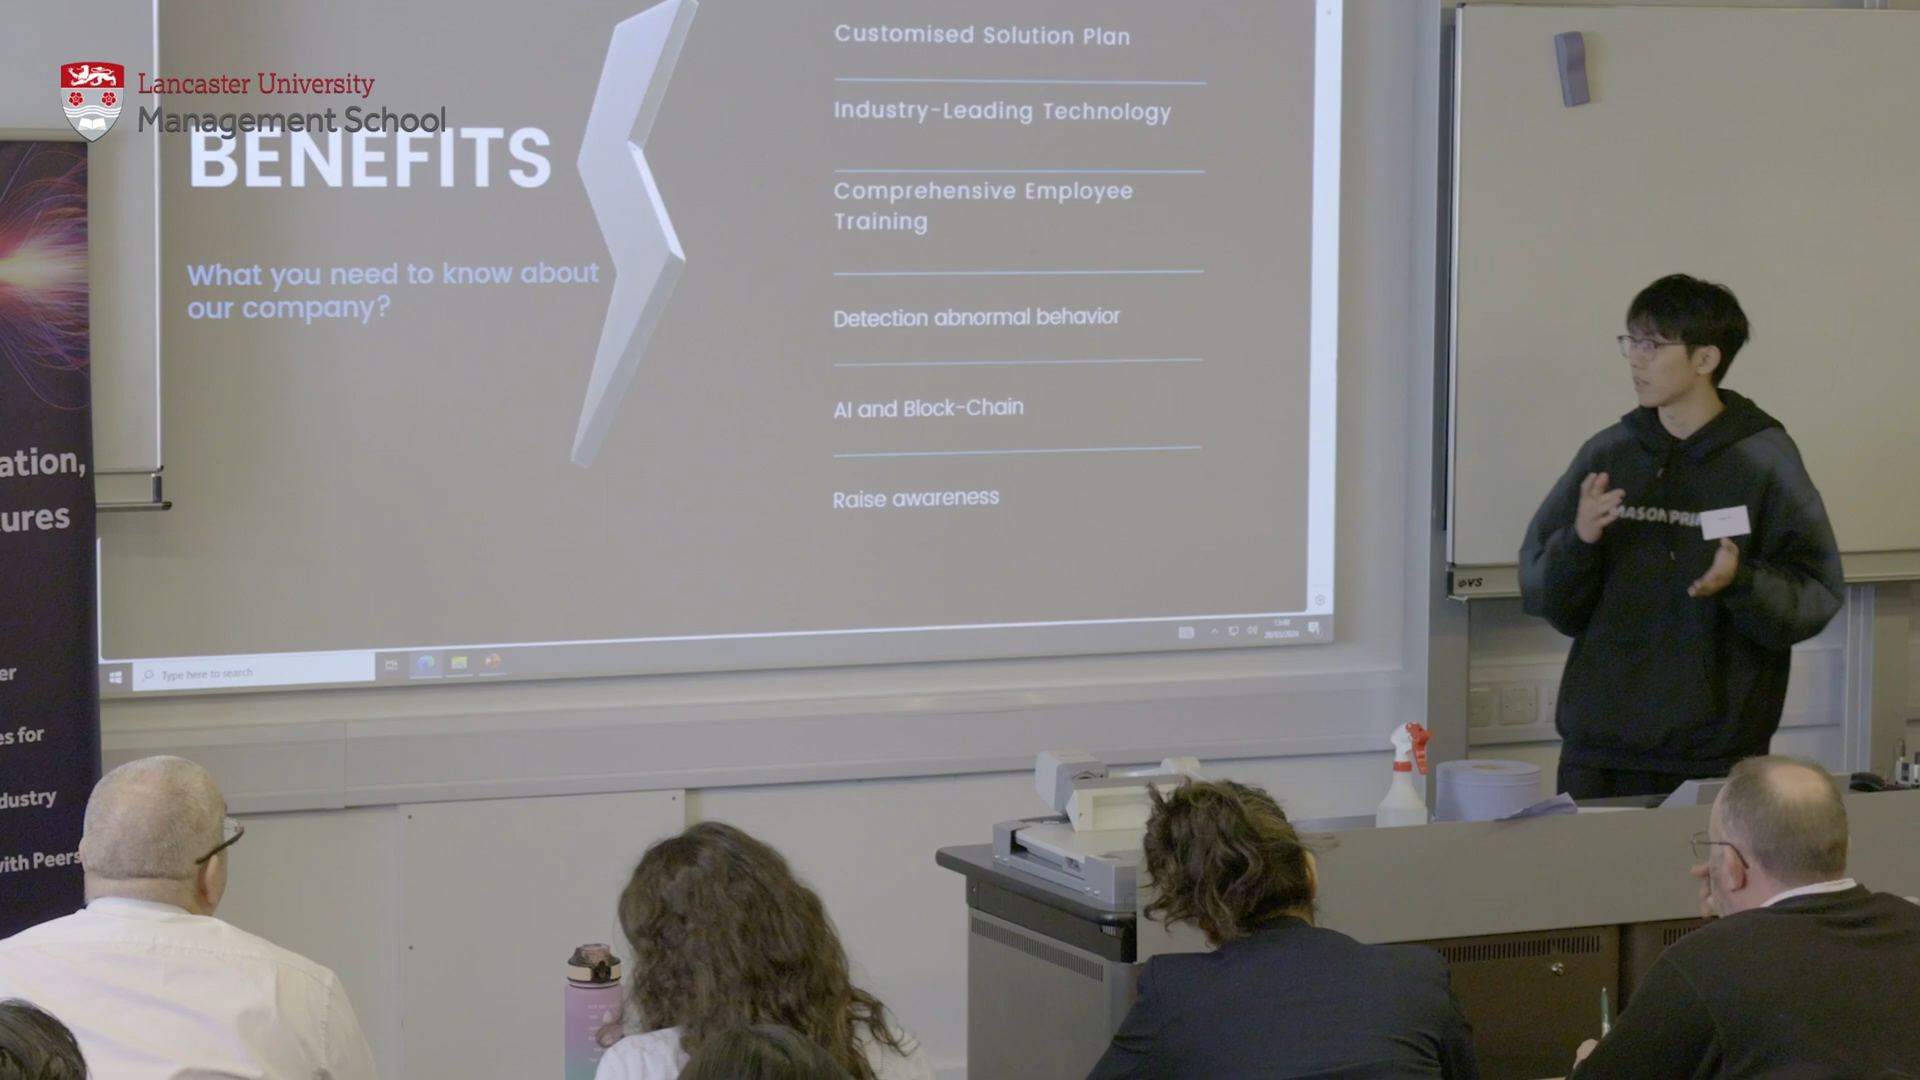 Lancaster University
Management School
BENEFITS
What you need to know about
our company?
Customised Solution Plan
Industry-Leading Technology
Comprehensive Employee
Training
Detection abnormal behavior
AI and Block-Chain
Raise awareness
Type here to search
ation,
ures
er
es for
dustry
with Peers
MASON PRI